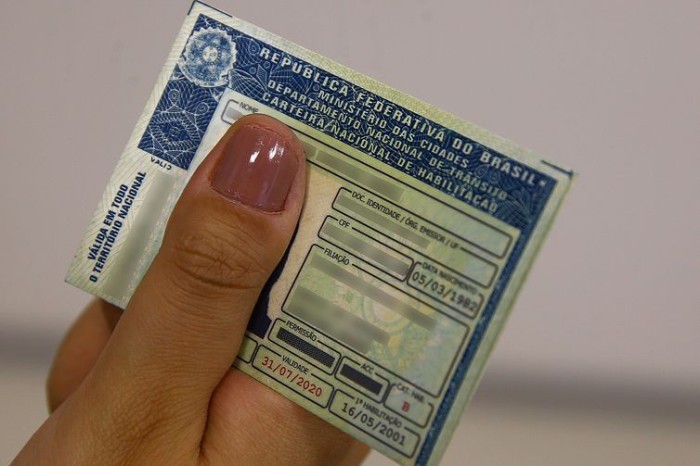 REPÚBLICA FEDERATIVA DO BRASIL
MINISTÉRIO DAS CIDADES
DEPARTAMENTO NACIONAL DE TRÂNSITO
CARTEIRA NACIONAL DE HABILITAÇÃO
NOME
VÁLIDA EM TODO
O TERRITÓRIO NACIONAL
DOC. IDENTIDADE / ÓRG. EMISSOR / UF
CPF
DATA NASCIMENTO
05/03/1982
FILIAÇÃO
PERMISSÃO
ACC
CAT. HAB.
B
VALIDADE
31/07/2020
1ª HABILITAÇÃO
16/05/2001